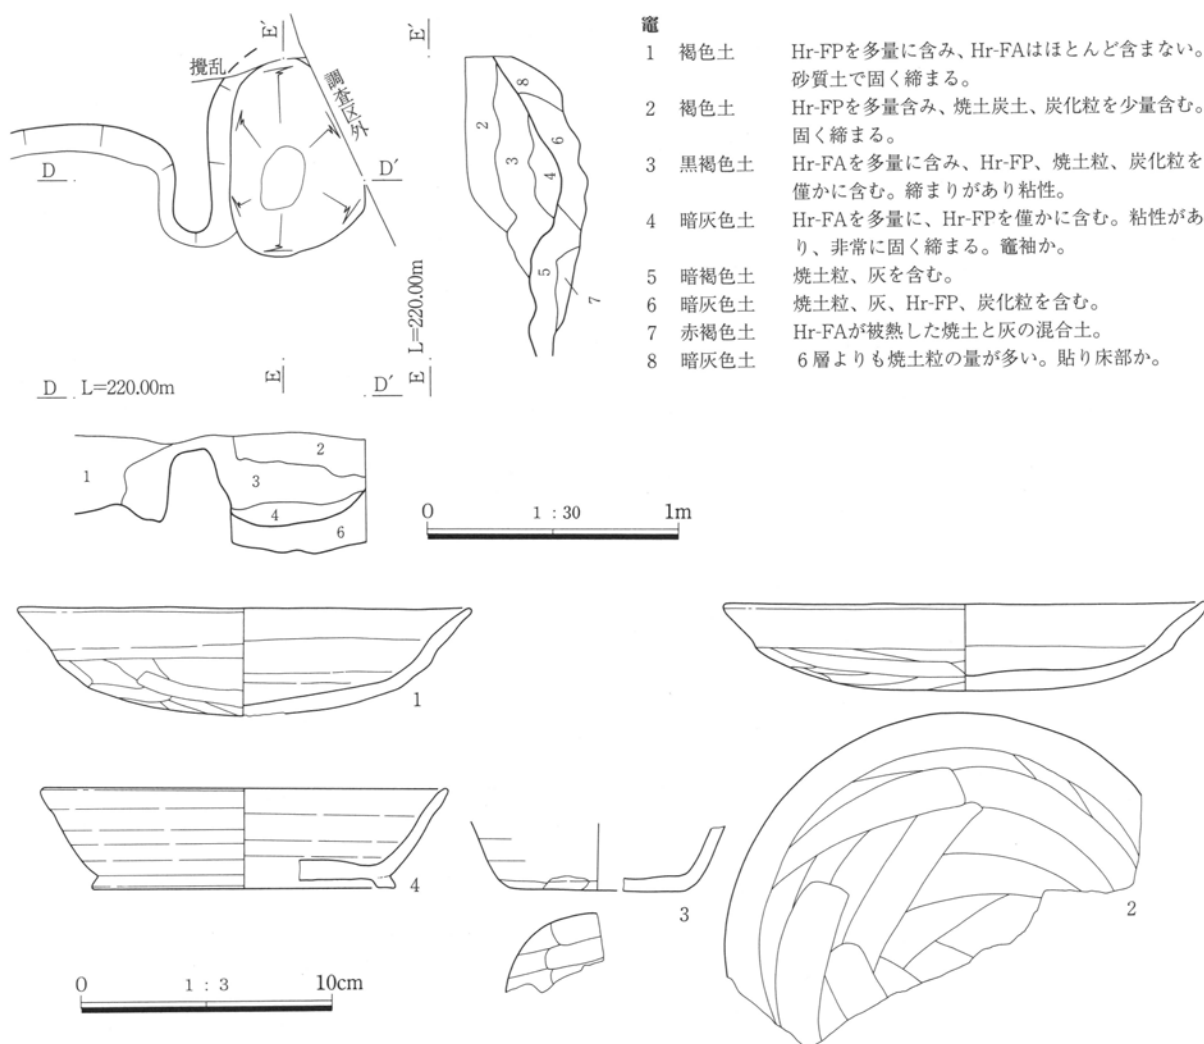 竈
1 褐色土 Hr-FPを多量に含み、Hr-FAはほとんど含まない。
砂質土で固く締まる。
2 褐色土 Hr-FPを多量含み、焼土炭土、炭化粒を少量含む。
固く締まる。
3 黒褐色土 Hr-FAを多量に含み、Hr-FP、焼土粒、炭化粒を
僅かに含む。締まりがあり粘性。
4 暗灰色土 Hr-FAを多量に、Hr-FPを僅かに含む。粘性があ
り、非常に固く締まる。竈袖か。
5 暗褐色土 焼土粒、灰を含む。
6 暗灰色土 焼土粒、灰、Hr-FP、炭化粒を含む。
7 赤褐色土 Hr-FAが被熱した焼土と灰の混合土。
8 暗灰色土 6層よりも焼土粒の量が多い。貼り床部か。
E′
攪乱
調査区外
D
D′
E
E′
L=220.00m
E
8
2
6
3
4
5
7
D L=220.00m
D′
1
2
3
4
6
0 1:30 1m
1
2
3
4
0 1:3 10cm